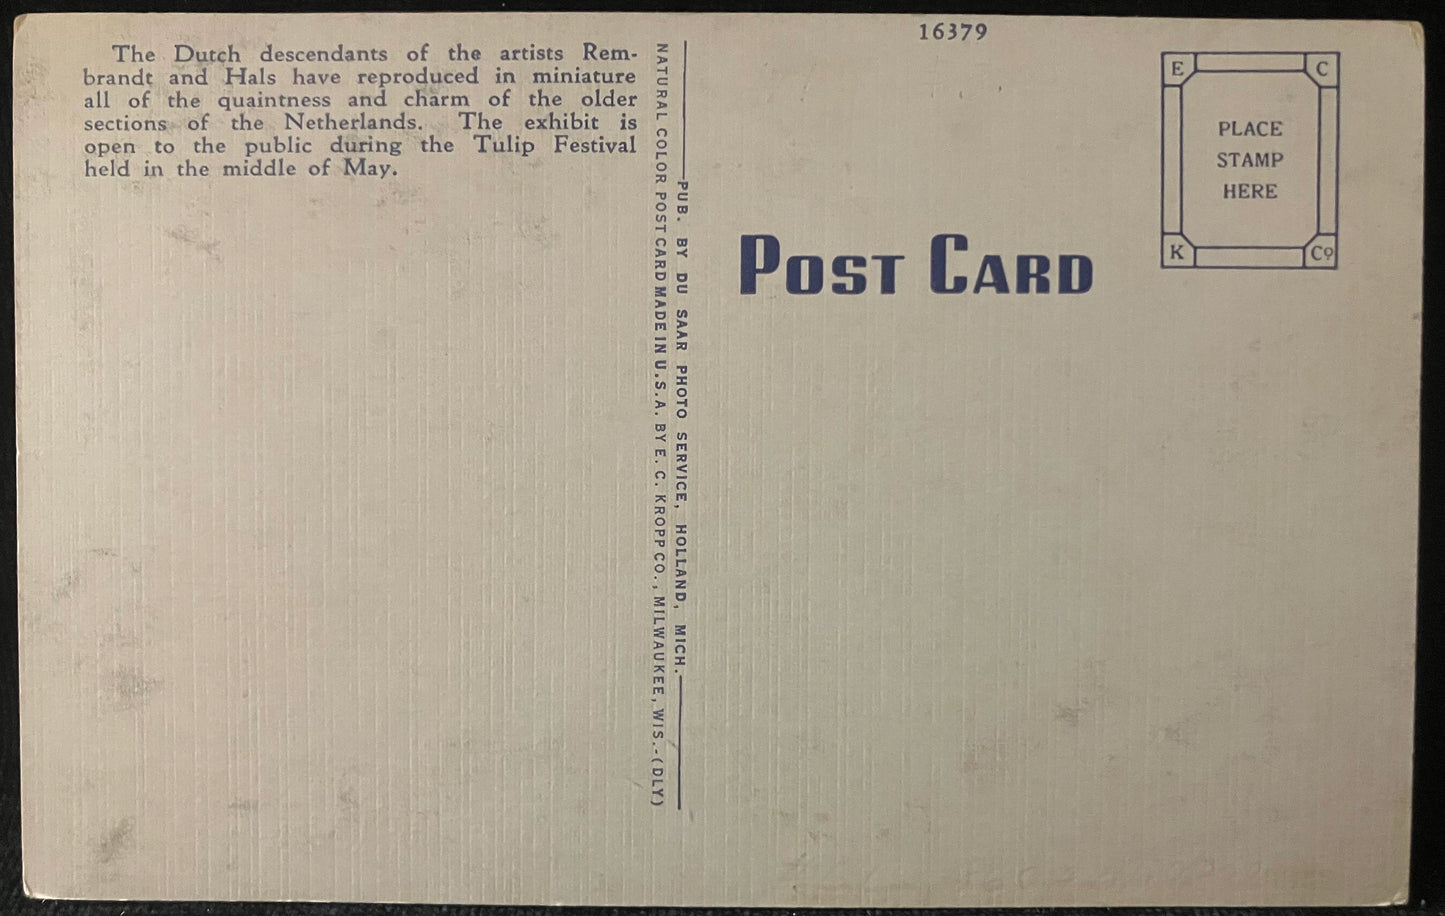 The Dutch descendants of the artists Rem-
brandt and Hals have reproduced in miniature
all of the quaintness and charm of the older
sections of the Netherlands. The exhibit is
open to the public during the Tulip Festival
held in the middle of May.
NATURAL COLOR POST CARD MADE IN U.S.A. BY E. C. KROPP CO., MILWAUKEE, WIS.-(DLY)
PUB. BY DU SAAR PHOTO SERVICE, HOLLAND, MICH.
16379
POST CARD
E C
PLACE
STAMP
HERE
K Co